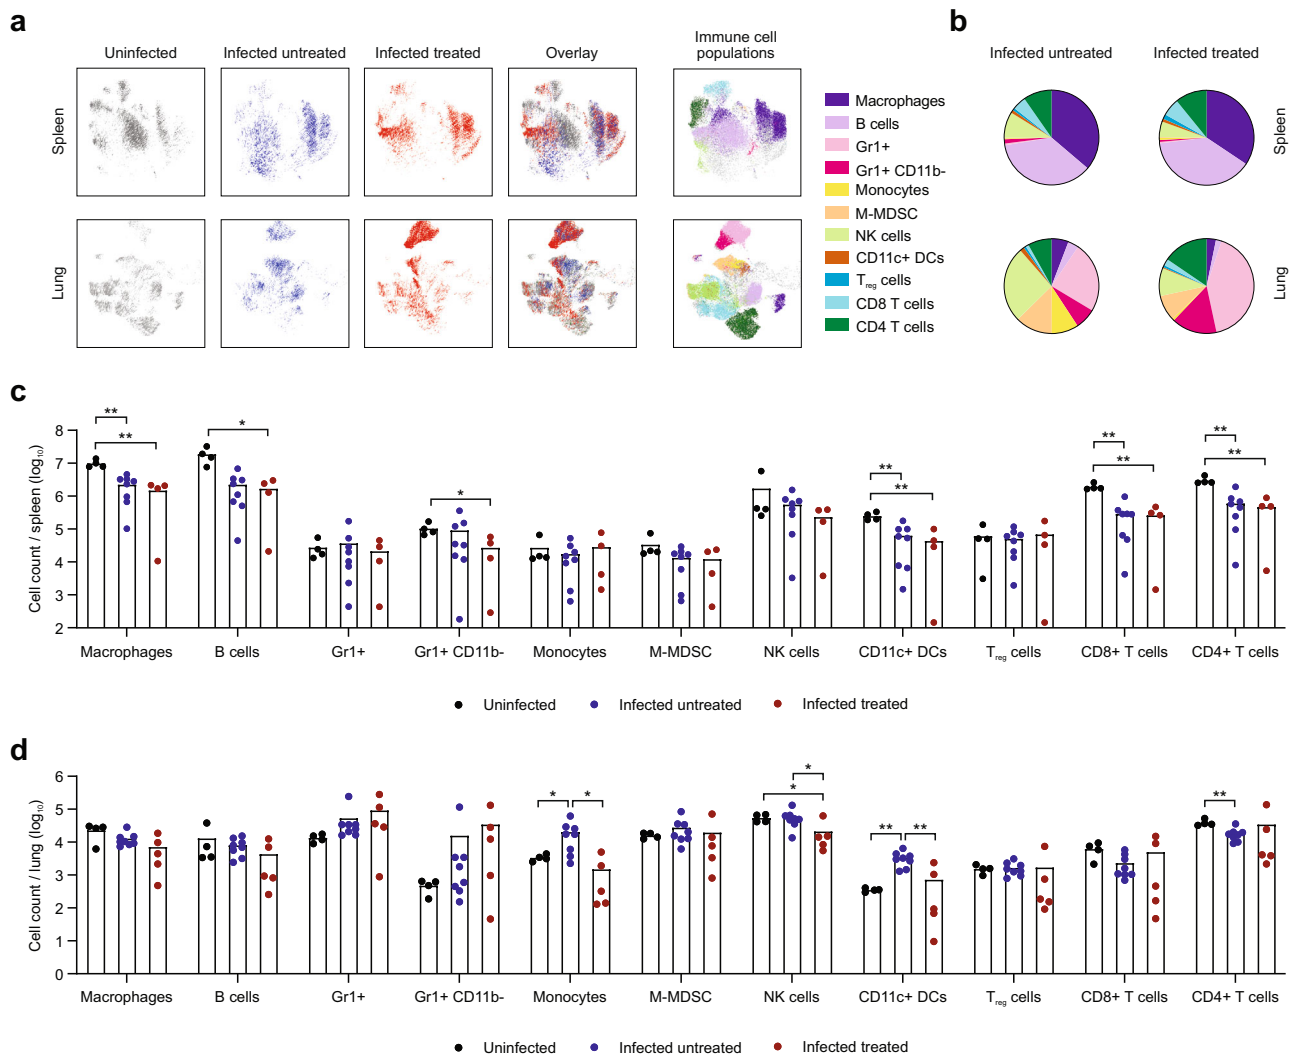 a
b
Uninfected
Infected untreated
Infected treated
Overlay
Immune cell
populations
Infected untreated
Infected treated
Spleen
Lung
Macrophages
B cells
Gr1+
Gr1+ CD11b-
Monocytes
M-MDSC
NK cells
CD11c+ DCs
Treg cells
CD8 T cells
CD4 T cells
Spleen
Lung
c
Cell count / spleen (log10)
8
7
6
5
4
3
2
**
**
*
*
**
**
**
**
**
**
Macrophages
B cells
Gr1+
Gr1+ CD11b-
Monocytes
M-MDSC
NK cells
CD11c+ DCs
Treg cells
CD8+ T cells
CD4+ T cells
Uninfected
Infected untreated
Infected treated
d
Cell count / lung (log10)
6
5
4
3
2
1
0
*
*
*
*
**
**
**
Macrophages
B cells
Gr1+
Gr1+ CD11b-
Monocytes
M-MDSC
NK cells
CD11c+ DCs
Treg cells
CD8+ T cells
CD4+ T cells
Uninfected
Infected untreated
Infected treated